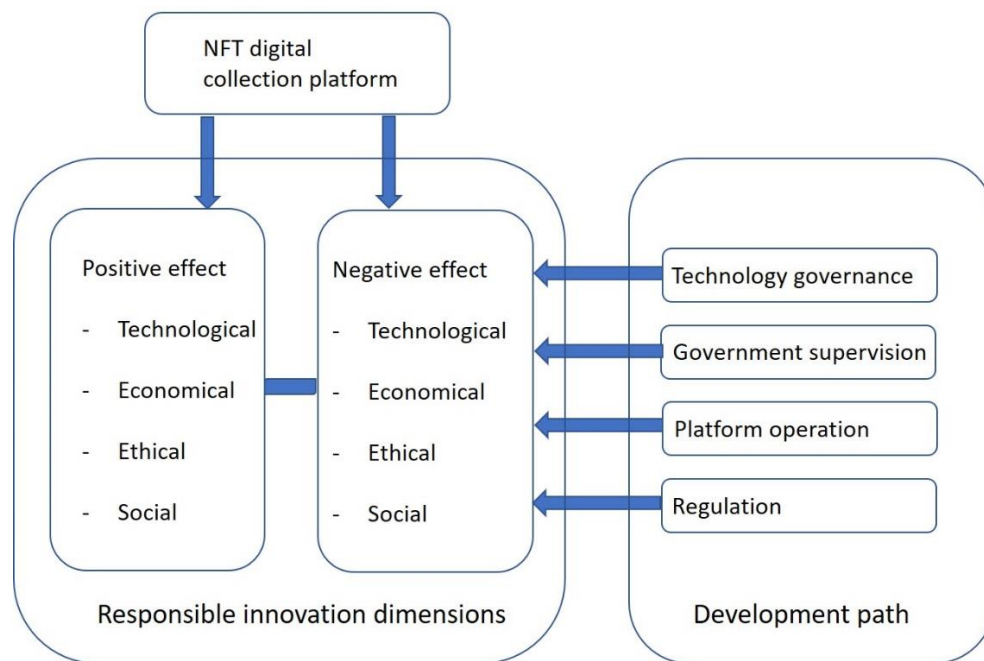 NFT digital
collection platform
Positive effect
- Technological
- Economical
- Ethical
- Social
Negative effect
- Technological
- Economical
- Ethical
- Social
Technology governance
Government supervision
Platform operation
Regulation
Responsible innovation dimensions
Development path